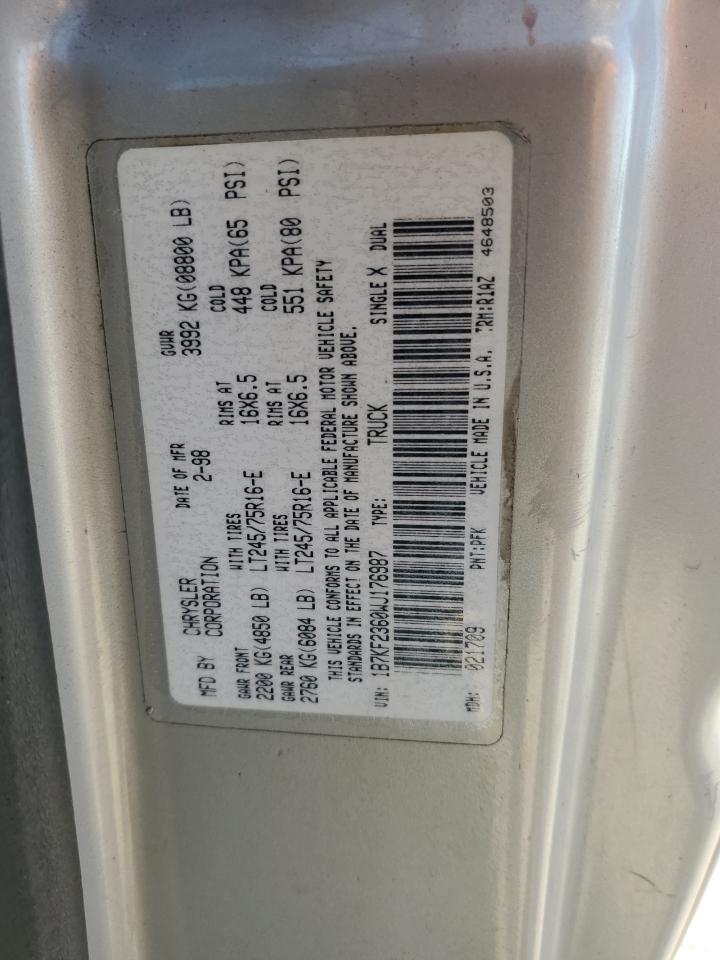 MFD BY CHRYSLER CORPORATION DATE OF MFR 2-98 GVWR 3992 KG(08800 LB)
GAWR FRONT WITH TIRES RIMS AT COLD
2200 KG(4850 LB) LT245/75R16-E 16X6.5 448 KPA(65 PSI)
GAWR REAR WITH TIRES RIMS AT COLD
2760 KG(6084 LB) LT245/75R16-E 16X6.5 551 KPA(80 PSI)
THIS VEHICLE CONFORMS TO ALL APPLICABLE FEDERAL MOTOR VEHICLE SAFETY
STANDARDS IN EFFECT ON THE DATE OF MANUFACTURE SHOWN ABOVE.
VIN: 1B7KF2360WJ176987 TYPE: TRUCK SINGLE X DUAL
MDH: 021709 PNT:PFK VEHICLE MADE IN U.S.A. TRM:R1AZ 4648503